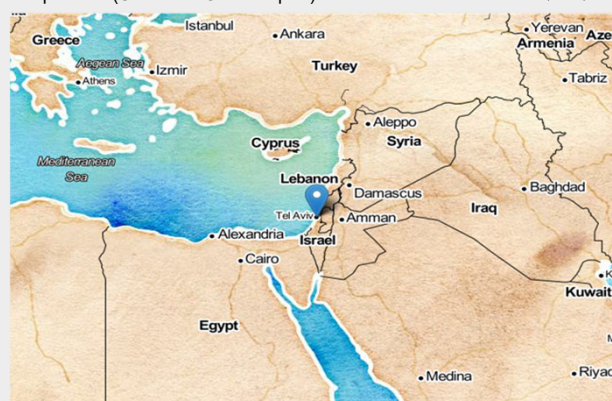 Istanbul
Ankara
Yerevan
Greece
Armenia
Aze
Aegean Sea
Izmir
Turkey
Athens
Tabriz
Aleppo
Cyprus
Syria
Mediterranean
Sea
Lebanon
Damascus
Baghdad
Tel Aviv
Amman
Iraq
Alexandria
Israel
Cairo
Kuwait
Egypt
Medina
Riyad